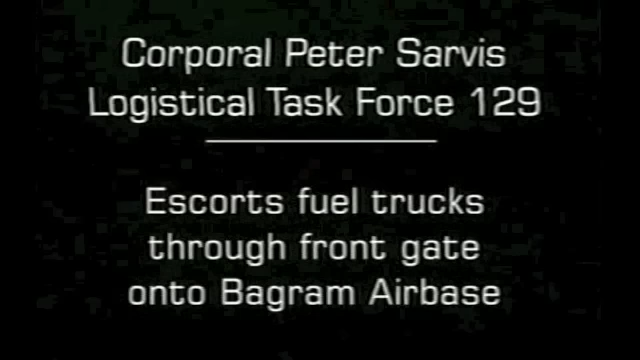 Corporal Peter Sarvis
Logistical Task Force 129
Escorts fuel trucks
through front gate
onto Bagram Airbase